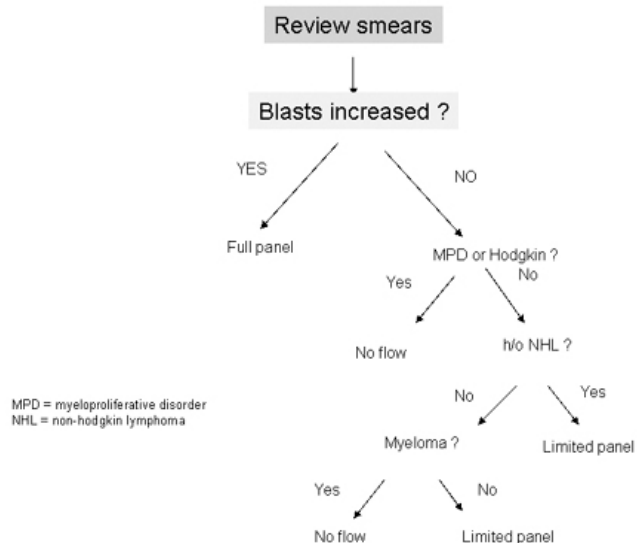 Review smears
Blasts increased ?
YES
NO
Full panel
MPD or Hodgkin ?
Yes
No
No flow
h/o NHL ?
MPD = myeloproliferative disorder
NHL = non-hodgkin lymphoma
No
Yes
Myeloma ?
Limited panel
Yes
No
No flow
Limited panel